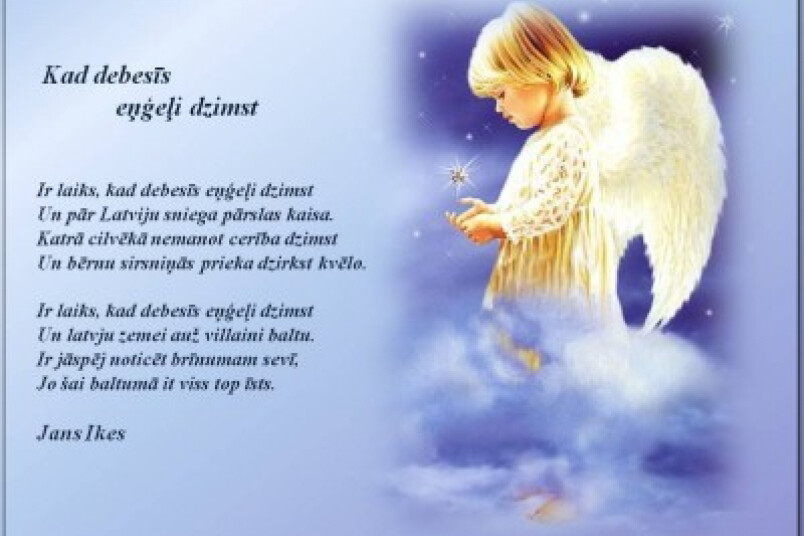 Kad debesīs
eņģeļi dzimst
Ir laiks, kad debesīs eņģeļi dzimst
Un pār Latviju sniega pārslas kaisa.
Katrā cilvēkā nemanot cerība dzimst
Un bērnu sirsniņās prieka dzirkst kvēlo.
Ir laiks, kad debesīs eņģeļi dzimst
Un latvju zemei auž villaini baltu.
Ir jāspēj noticēt brīnumam sevī,
Jo šai baltumā it viss top īsts.
Jans Ikes